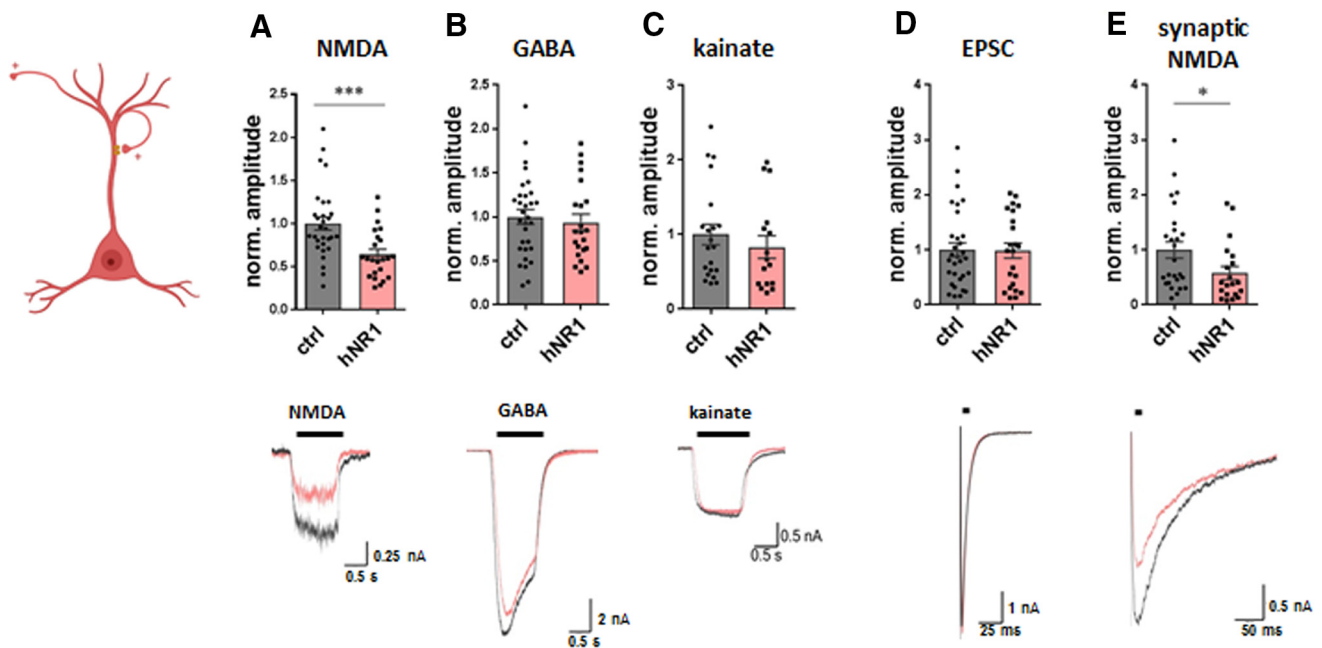 A
NMDA
norm. amplitude
2.5
2.0
1.5
1.0
0.5
0.0
***
ctrl
hNR1
B
GABA
norm. amplitude
2.5
2.0
1.5
1.0
0.5
0.0
ctrl
hNR1
C
kainate
norm. amplitude
3
2
1
0
ctrl
hNR1
D
EPSC
norm. amplitude
4
3
2
1
0
ctrl
hNR1
E
synaptic
NMDA
norm. amplitude
4
3
2
1
0
*
ctrl
hNR1
NMDA
0.25 nA
0.5 s
GABA
2 nA
0.5 s
kainate
0.5 nA
0.5 s
1 nA
25 ms
0.5 nA
50 ms
+
+